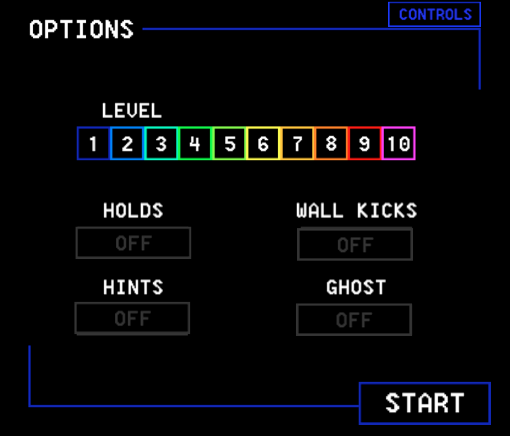 CONTROLS
OPTIONS
LEVEL
1 2 3 4 5 6 7 8 9 10
HOLDS WALL KICKS
OFF OFF
HINTS GHOST
OFF OFF
START